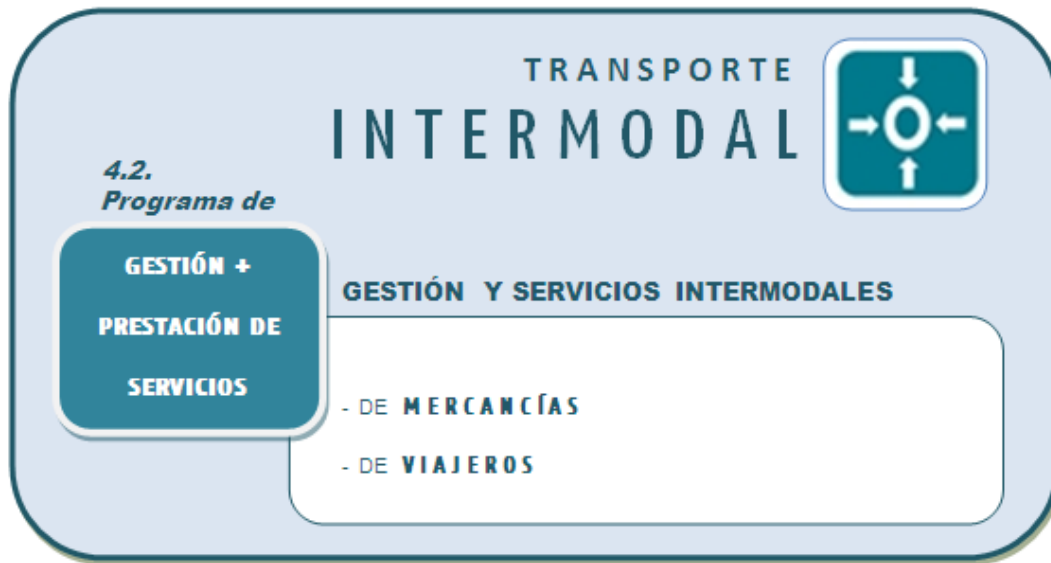 TRANSPORTE
INTERMODAL
4.2.
Programa de
GESTIÓN +
PRESTACIÓN DE
SERVICIOS
GESTIÓN Y SERVICIOS INTERMODALES
- DE MERCANCÍAS
- DE VIAJEROS